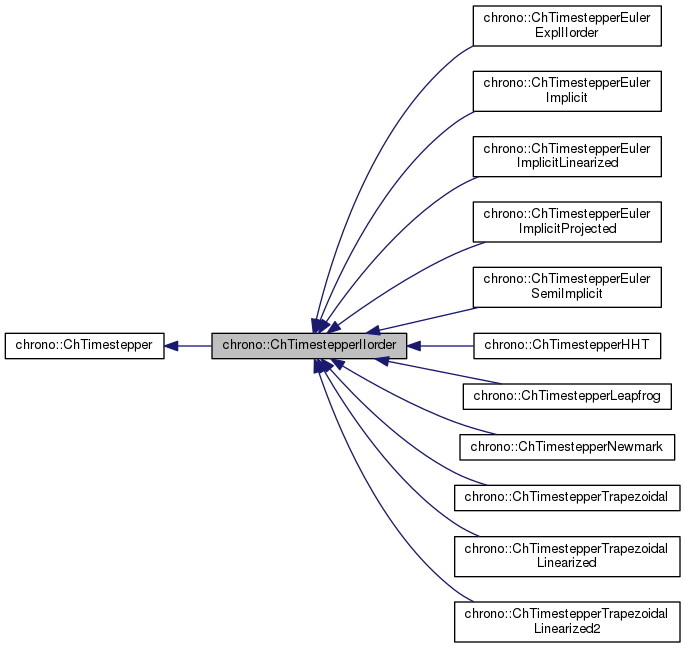 chrono::ChTimestepperEuler
ExplIIorder
chrono::ChTimestepperEuler
Implicit
chrono::ChTimestepperEuler
ImplicitLinearized
chrono::ChTimestepperEuler
ImplicitProjected
chrono::ChTimestepperEuler
SemiImplicit
chrono::ChTimestepper
chrono::ChTimestepperIIorder
chrono::ChTimestepperHHT
chrono::ChTimestepperLeapfrog
chrono::ChTimestepperNewmark
chrono::ChTimestepperTrapezoidal
chrono::ChTimestepperTrapezoidal
Linearized
chrono::ChTimestepperTrapezoidal
Linearized2